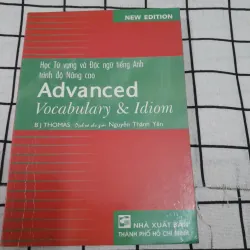 NEW EDITION
Học Từ vựng và Đặc ngữ tiếng Anh
trình độ Nâng cao
Advanced
Vocabulary & Idiom
B J THOMAS
Nguyễn Thành Yến
NHÀ XUẤT BẢN
THÀNH PHỐ HỒ CHÍ MINH